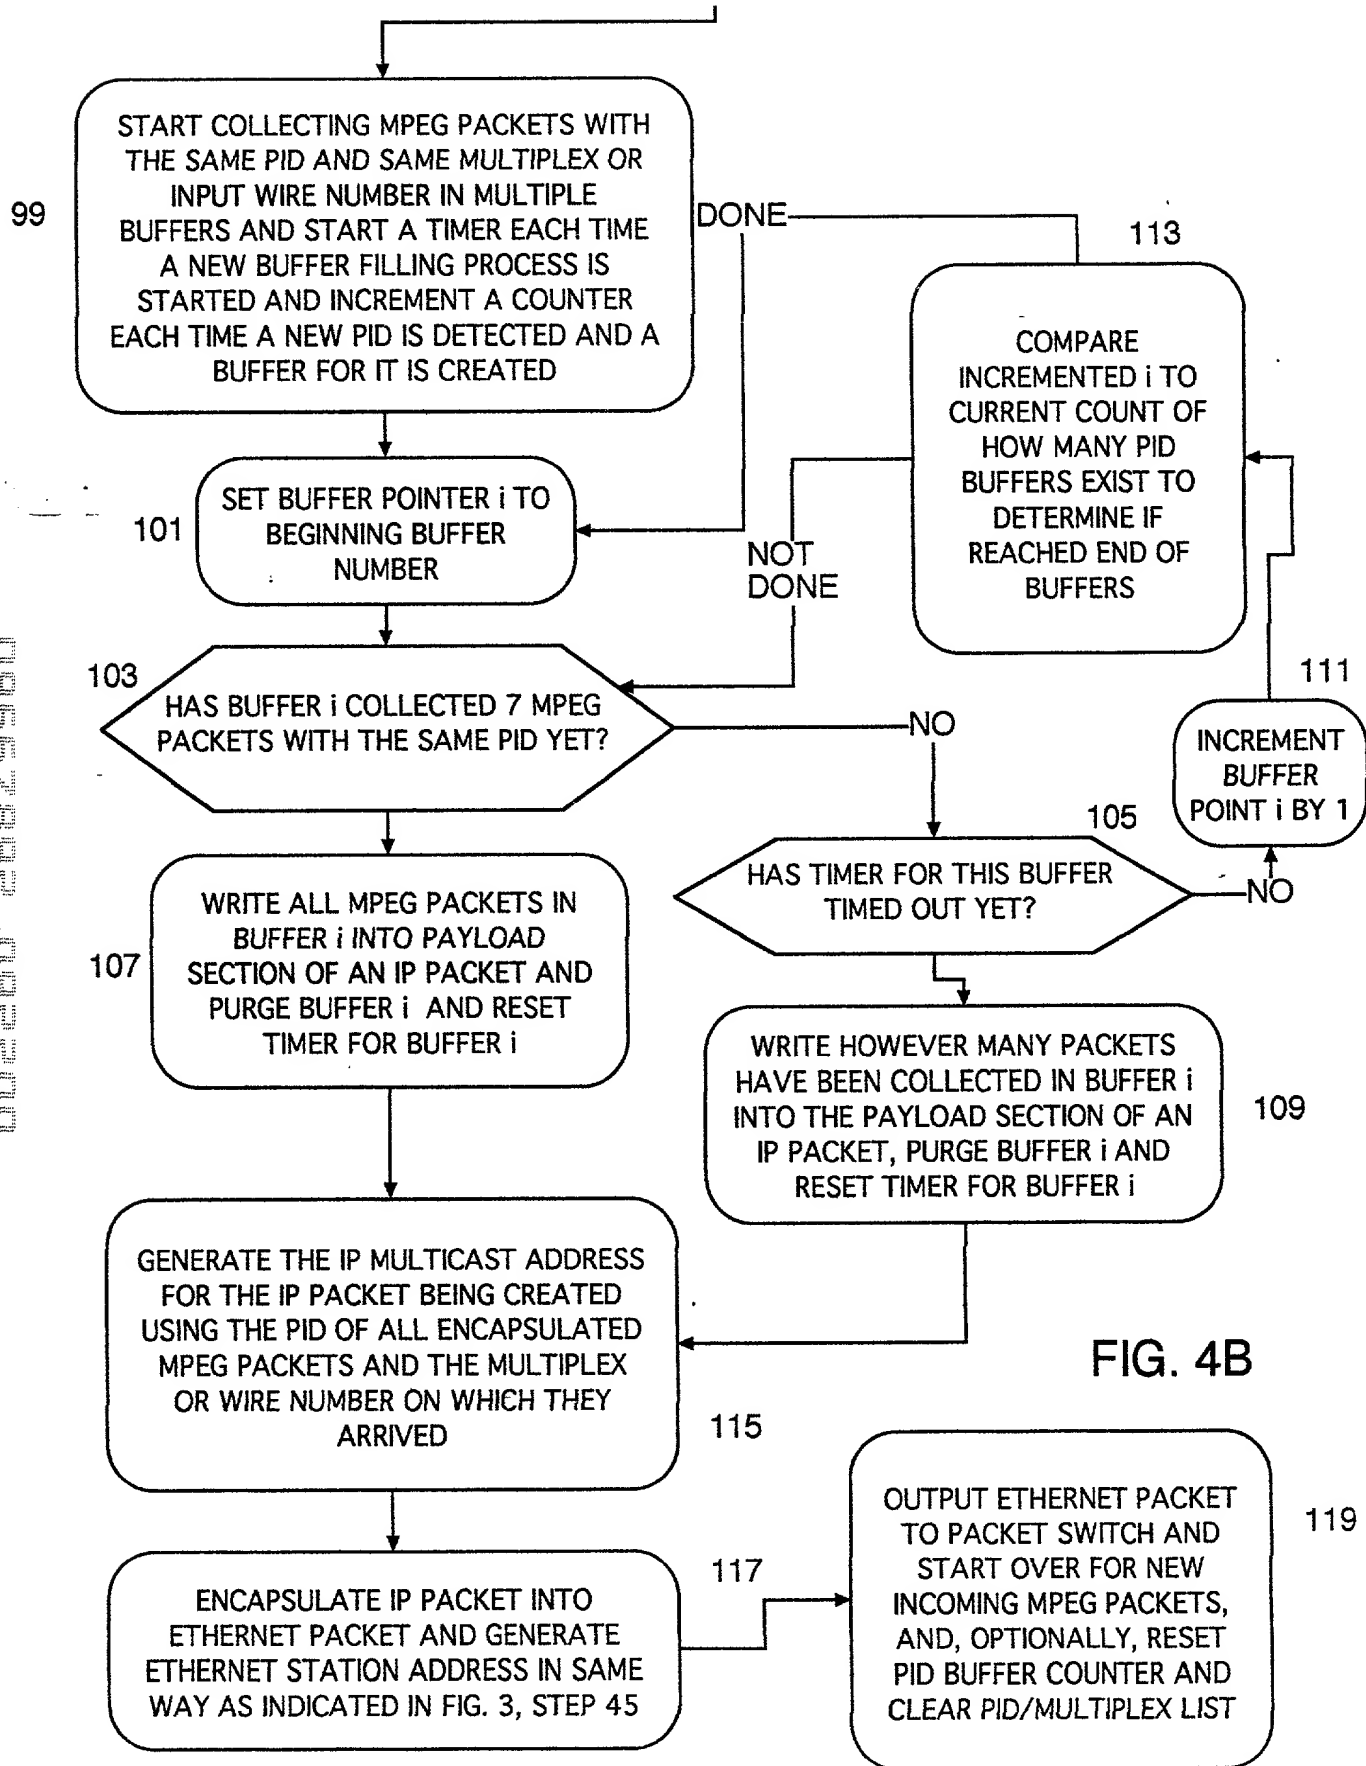 START COLLECTING MPEG PACKETS WITH
THE SAME PID AND SAME MULTIPLEX OR
INPUT WIRE NUMBER IN MULTIPLE
BUFFERS AND START A TIMER EACH TIME
A NEW BUFFER FILLING PROCESS IS
STARTED AND INCREMENT A COUNTER
EACH TIME A NEW PID IS DETECTED AND A
BUFFER FOR IT IS CREATED
99
DONE
113
COMPARE
INCREMENTED i TO
CURRENT COUNT OF
HOW MANY PID
BUFFERS EXIST TO
DETERMINE IF
REACHED END OF
BUFFERS
101
SET BUFFER POINTER i TO
BEGINNING BUFFER
NUMBER
NOT
DONE
103
HAS BUFFER i COLLECTED 7 MPEG
PACKETS WITH THE SAME PID YET?
NO
111
INCREMENT
BUFFER
POINT i BY 1
105
HAS TIMER FOR THIS BUFFER
TIMED OUT YET?
NO
107
WRITE ALL MPEG PACKETS IN
BUFFER i INTO PAYLOAD
SECTION OF AN IP PACKET AND
PURGE BUFFER i AND RESET
TIMER FOR BUFFER i
WRITE HOWEVER MANY PACKETS
HAVE BEEN COLLECTED IN BUFFER i
INTO THE PAYLOAD SECTION OF AN
IP PACKET, PURGE BUFFER i AND
RESET TIMER FOR BUFFER i
109
GENERATE THE IP MULTICAST ADDRESS
FOR THE IP PACKET BEING CREATED
USING THE PID OF ALL ENCAPSULATED
MPEG PACKETS AND THE MULTIPLEX
OR WIRE NUMBER ON WHICH THEY
ARRIVED
115
FIG. 4B
ENCAPSULATE IP PACKET INTO
ETHERNET PACKET AND GENERATE
ETHERNET STATION ADDRESS IN SAME
WAY AS INDICATED IN FIG. 3, STEP 45
117
OUTPUT ETHERNET PACKET
TO PACKET SWITCH AND
START OVER FOR NEW
INCOMING MPEG PACKETS,
AND, OPTIONALLY, RESET
PID BUFFER COUNTER AND
CLEAR PID/MULTIPLEX LIST
119